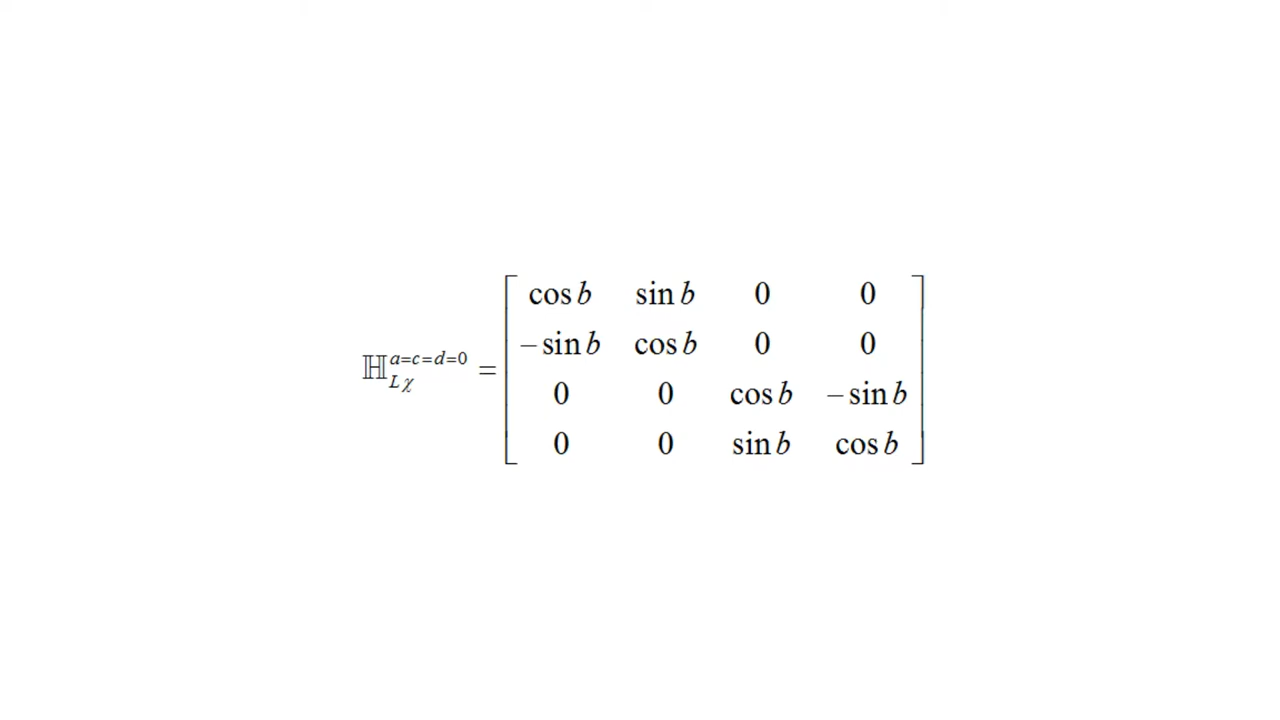 ℍ_{Lχ}^{a=c=d=0} = [
cos b sin b 0 0
− sin b cos b 0 0
0 0 cos b − sin b
0 0 sin b cos b
]